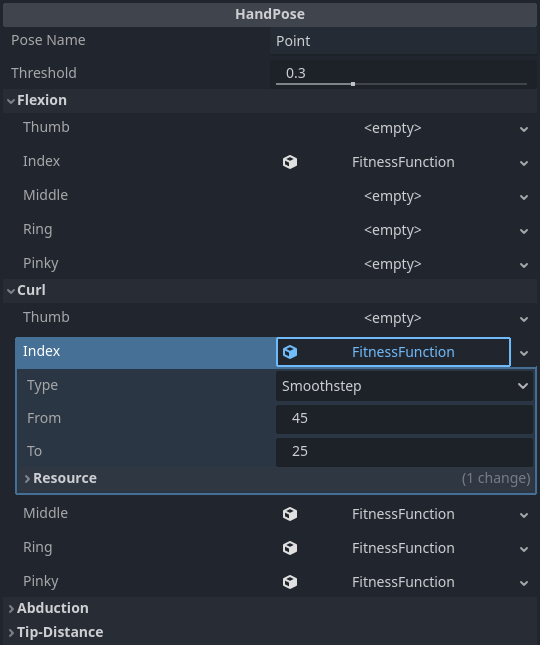 HandPose
Pose Name Point
Threshold 0.3
Flexion
Thumb <empty>
Index FitnessFunction
Middle <empty>
Ring <empty>
Pinky <empty>
Curl
Thumb <empty>
Index FitnessFunction
Type Smoothstep
From 45
To 25
Resource (1 change)
Middle FitnessFunction
Ring FitnessFunction
Pinky FitnessFunction
Abduction
Tip-Distance